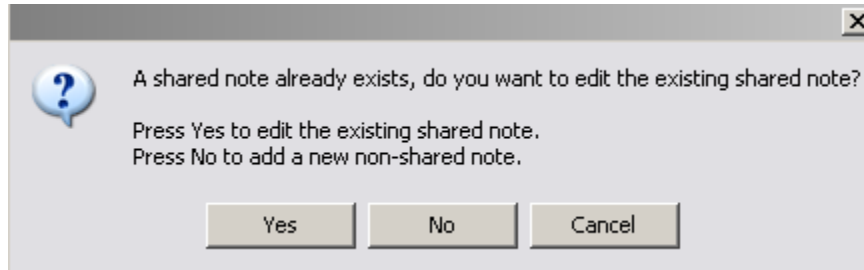 A shared note already exists, do you want to edit the existing shared note?
Press Yes to edit the existing shared note.
Press No to add a new non-shared note.
Yes No Cancel